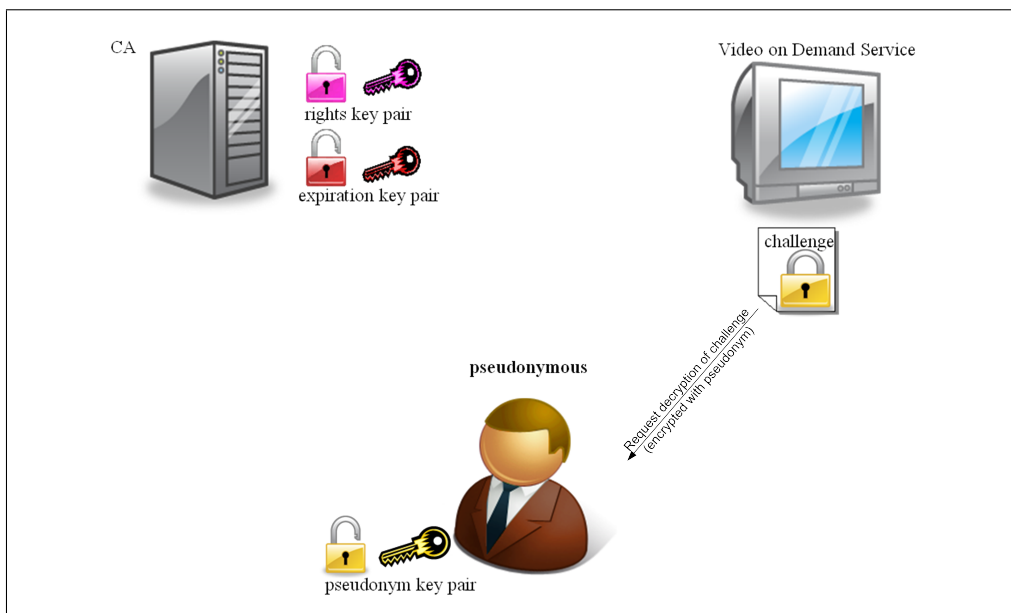 CA
rights key pair
expiration key pair
Video on Demand Service
challenge
Request decryption of challenge
(encrypted with pseudonym)
pseudonymous
pseudonym key pair